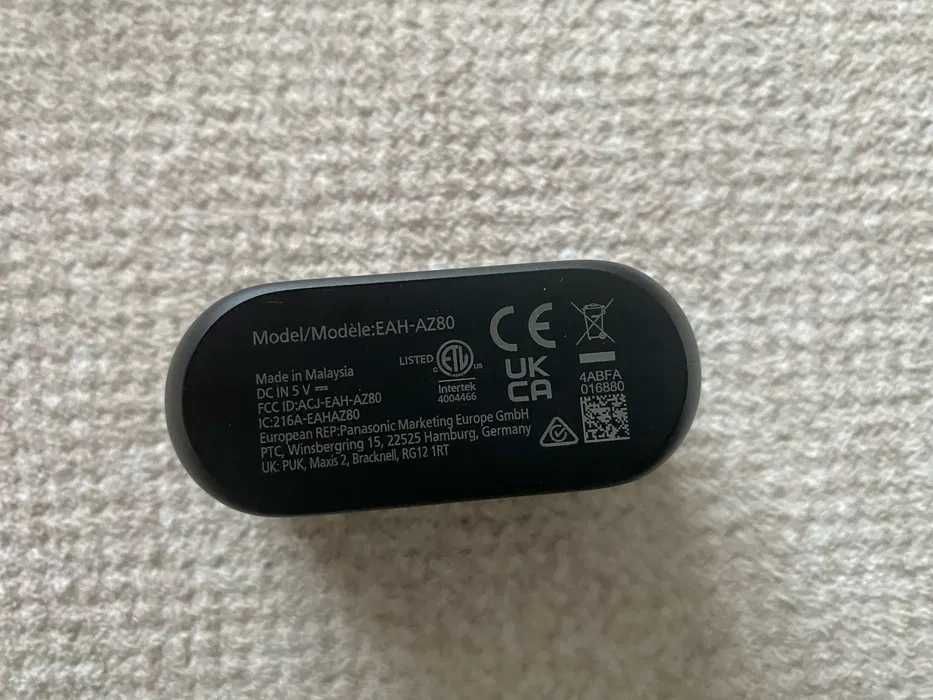 Model/Modèle:EAH-AZ80
Made in Malaysia
DC IN 5 V ⎓
FCC ID:ACJ-EAH-AZ80
IC:216A-EAHAZ80
European REP:Panasonic Marketing Europe GmbH
PTC, Winsbergring 15, 22525 Hamburg, Germany
UK: PUK, Maxis 2, Bracknell, RG12 1RT
LISTED
c ETL us
Intertek
4004466
CE
UK
CA
4ABFA
016880